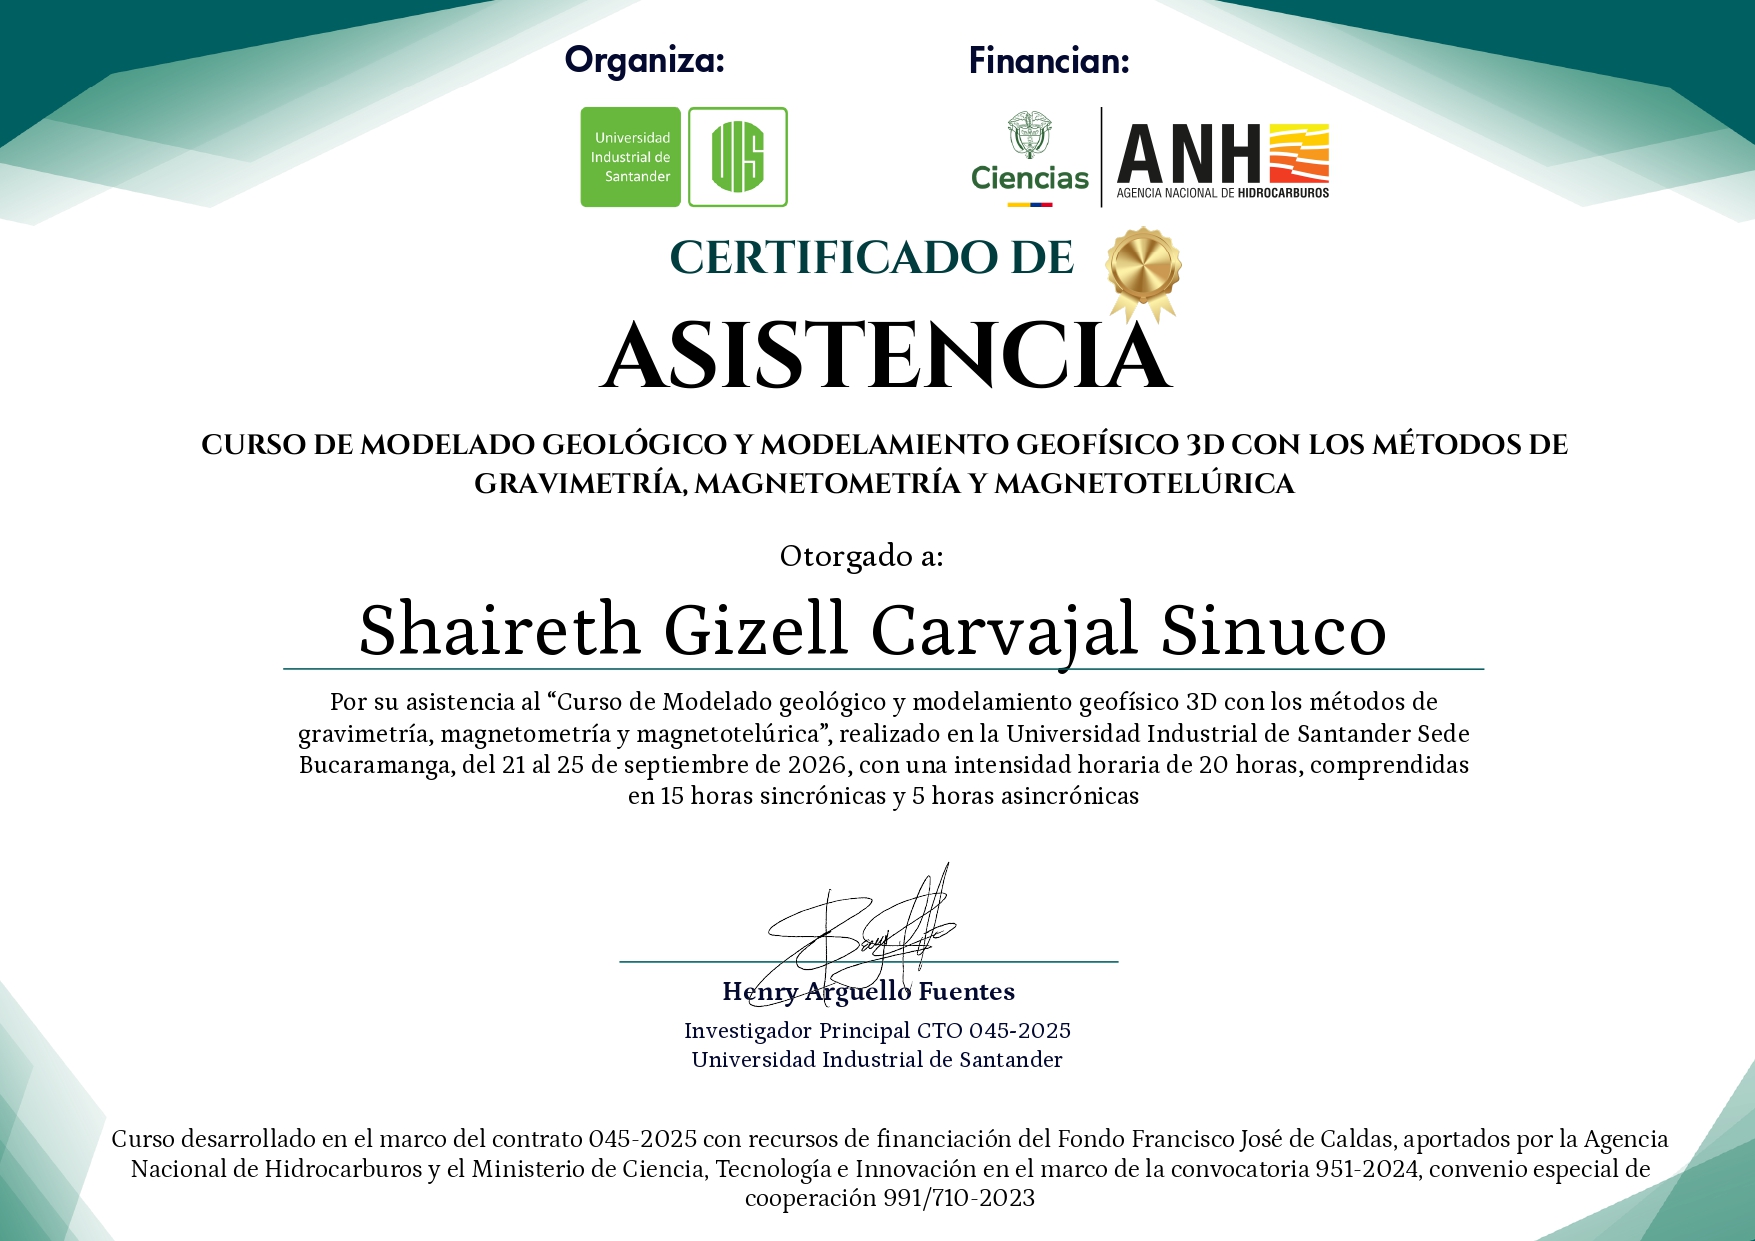 Organiza:
Financian:
Universidad
Industrial de
Santander
UIS
Ciencias
ANH
AGENCIA NACIONAL DE HIDROCARBUROS
CERTIFICADO DE
ASISTENCIA
CURSO DE MODELADO GEOLÓGICO Y MODELAMIENTO GEOFÍSICO 3D CON LOS MÉTODOS DE
GRAVIMETRÍA, MAGNETOMETRÍA Y MAGNETOTELÚRICA
Otorgado a:
Shaireth Gizell Carvajal Sinuco
Por su asistencia al “Curso de Modelado geológico y modelamiento geofísico 3D con los métodos de
gravimetría, magnetometría y magnetotelúrica”, realizado en la Universidad Industrial de Santander Sede
Bucaramanga, del 21 al 25 de septiembre de 2026, con una intensidad horaria de 20 horas, comprendidas
en 15 horas sincrónicas y 5 horas asincrónicas
Henry Arguello Fuentes
Investigador Principal CTO 045-2025
Universidad Industrial de Santander
Curso desarrollado en el marco del contrato 045-2025 con recursos de financiación del Fondo Francisco José de Caldas, aportados por la Agencia
Nacional de Hidrocarburos y el Ministerio de Ciencia, Tecnología e Innovación en el marco de la convocatoria 951-2024, convenio especial de
cooperación 991/710-2023